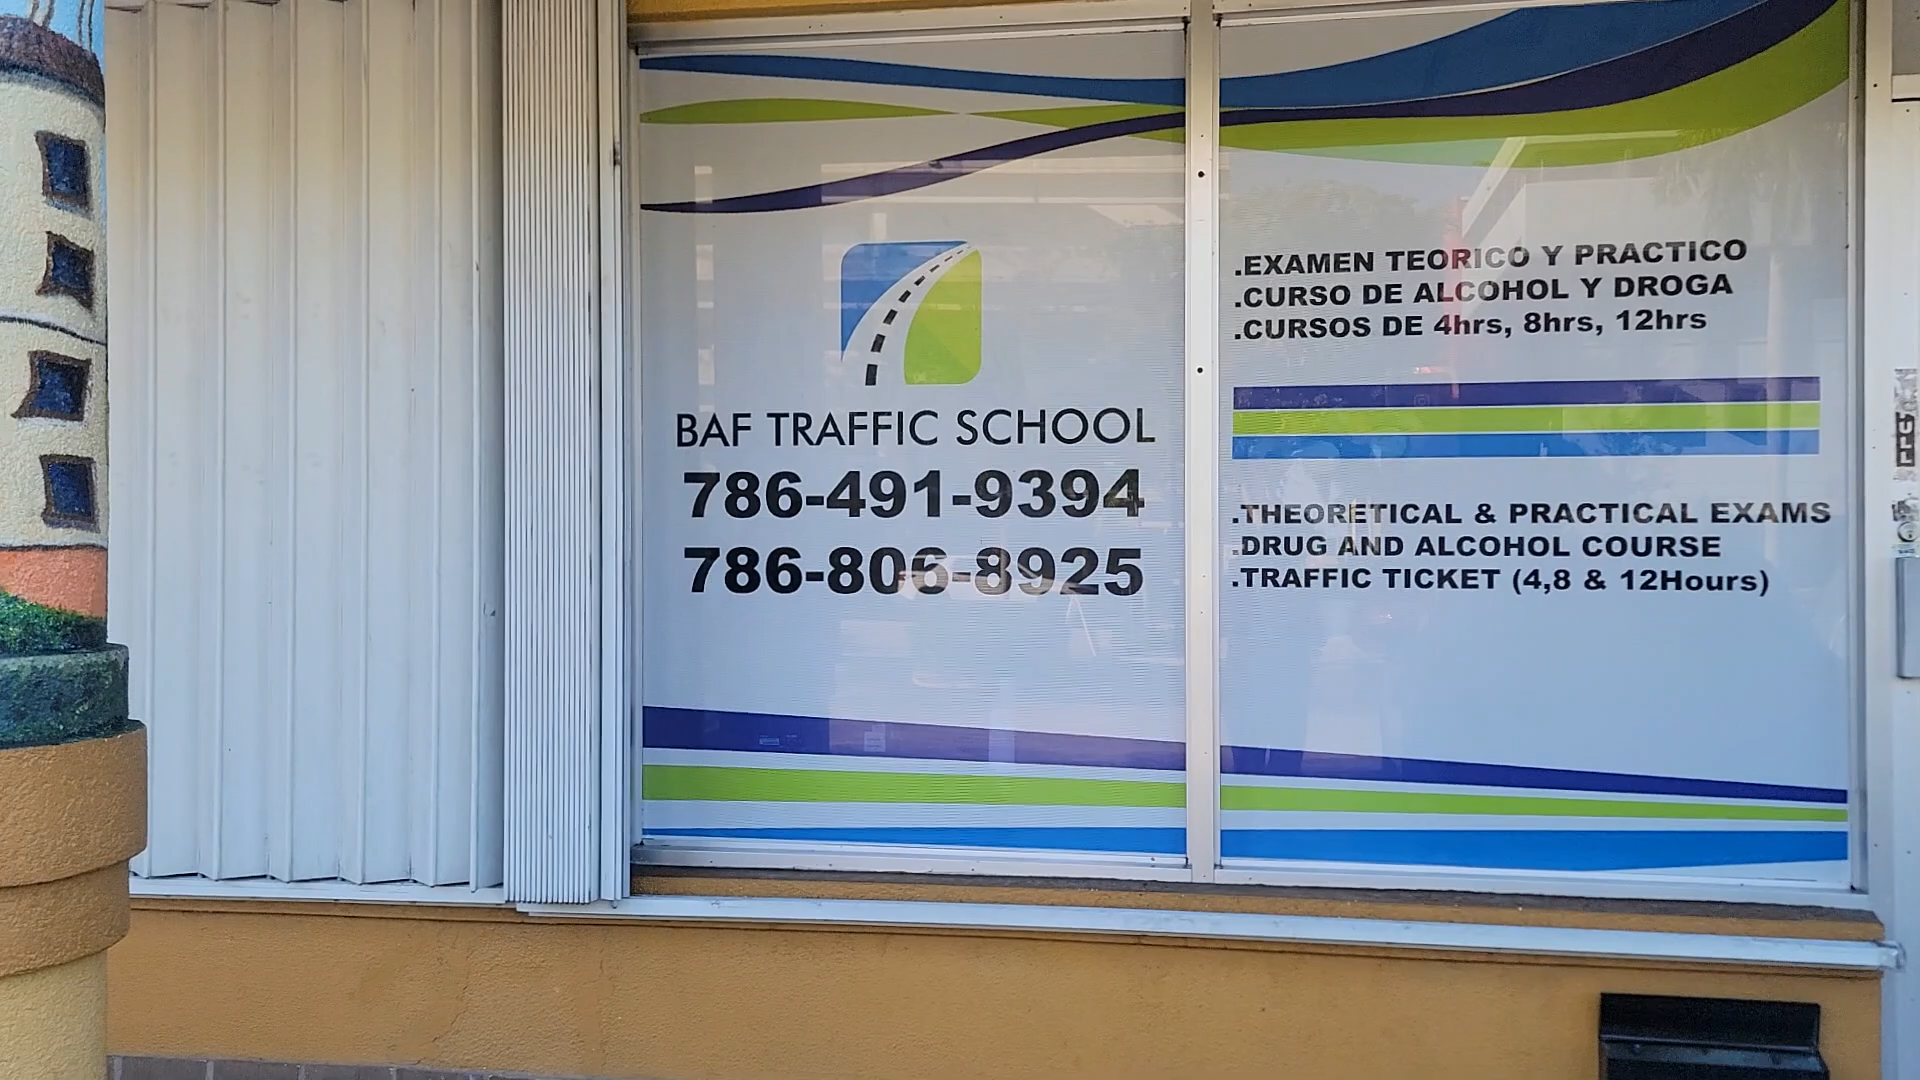 BAF TRAFFIC SCHOOL
786-491-9394
786-806-8925
.EXAMEN TEORICO Y PRACTICO
.CURSO DE ALCOHOL Y DROGA
.CURSOS DE 4hrs, 8hrs, 12hrs
.THEORETICAL & PRACTICAL EXAMS
.DRUG AND ALCOHOL COURSE
.TRAFFIC TICKET (4,8 & 12Hours)